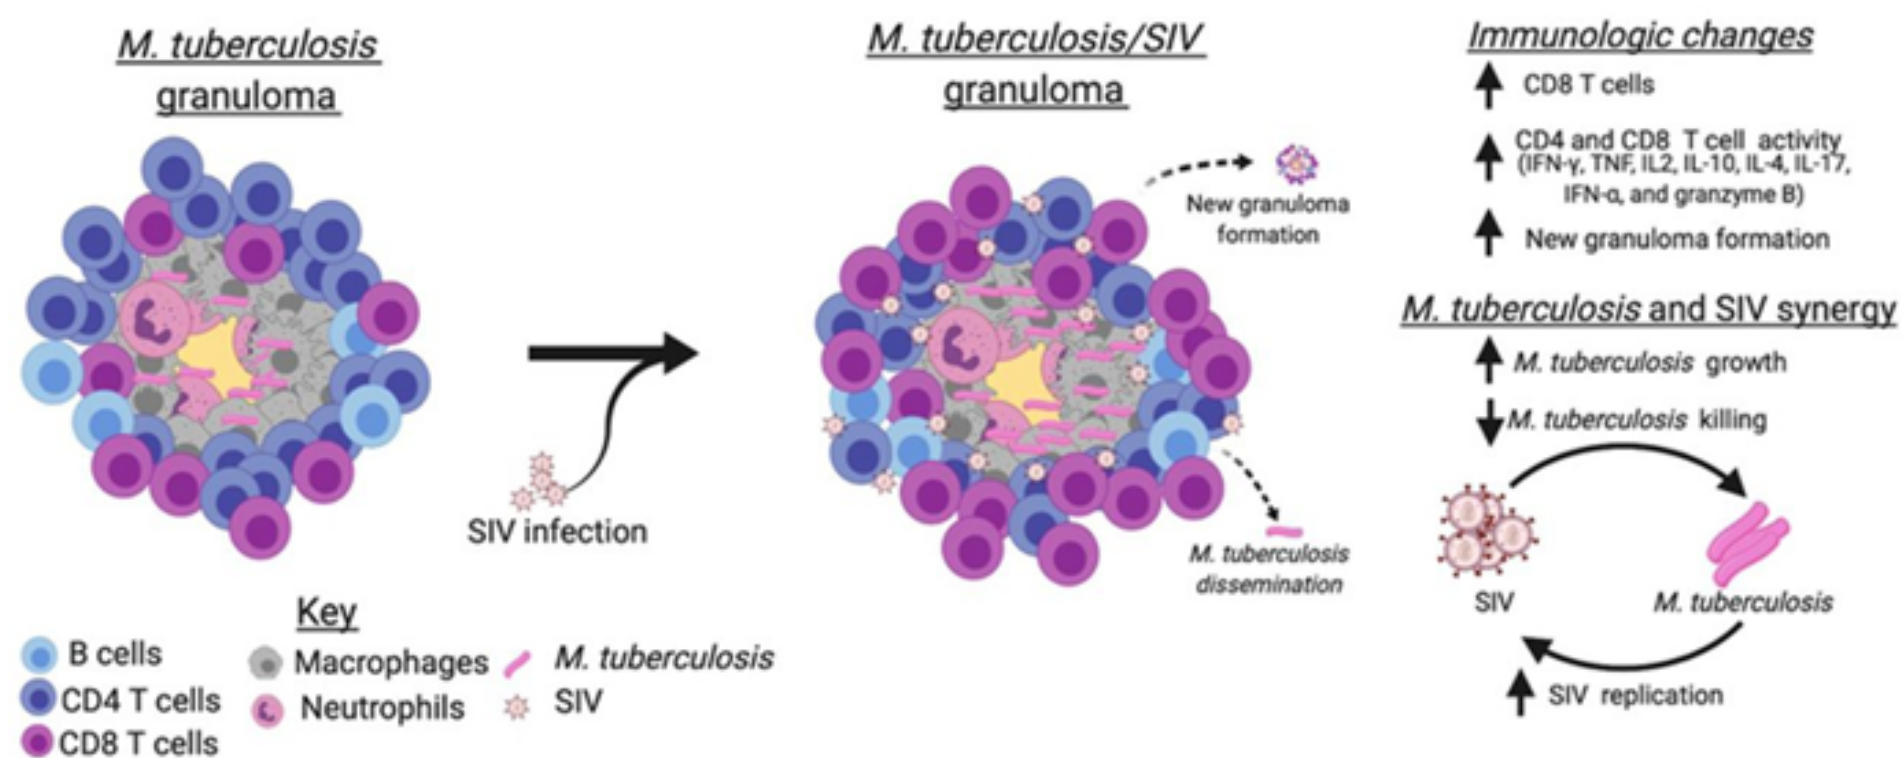 M. tuberculosis
granuloma
SIV infection
Key
B cells
CD4 T cells
CD8 T cells
Macrophages
Neutrophils
M. tuberculosis
SIV
M. tuberculosis/SIV
granuloma
New granuloma
formation
M. tuberculosis
dissemination
Immunologic changes
CD8 T cells
CD4 and CD8 T cell activity
(IFN-γ, TNF, IL2, IL-10, IL-4, IL-17,
IFN-α, and granzyme B)
New granuloma formation
M. tuberculosis and SIV synergy
M. tuberculosis growth
M. tuberculosis killing
SIV
M. tuberculosis
SIV replication